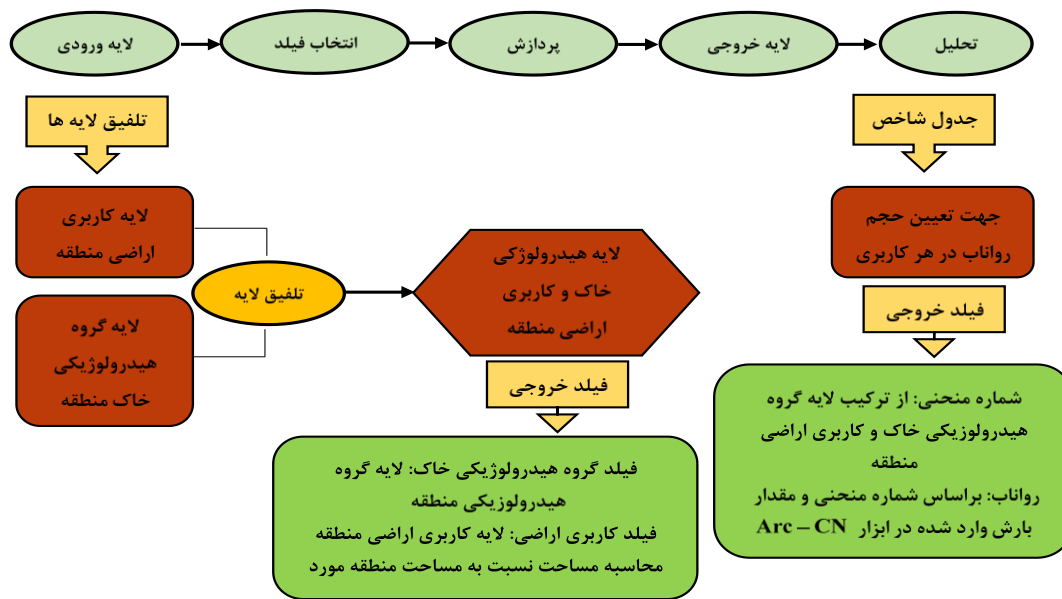 لایه ورودی
انتخاب فیلد
پردازش
لایه خروجی
تحلیل
تلفیق لایه ها
جدول شاخص
لایه کاربری
اراضی منطقه
لایه گروه
هیدرولوژیکی
خاک منطقه
تلفیق لایه
لایه هیدرولوژکی
خاک و کاربری
اراضی منطقه
فیلد خروجی
فیلد گروه هیدرولوژیکی خاک: لایه گروه
هیدرولوزیکی منطقه
فیلد کاربری اراضی: لایه کاربری اراضی منطقه
محاسبه مساحت نسبت به مساحت منطقه مورد
جهت تعیین حجم
رواناب در هر کاربری
فیلد خروجی
شماره منحنی: از ترکیب لایه گروه
هیدرولوزیکی خاک و کاربری اراضی
منطقه
رواناب: براساس شماره منحنی و مقدار
بارش وارد شده در ابزار Arc – CN